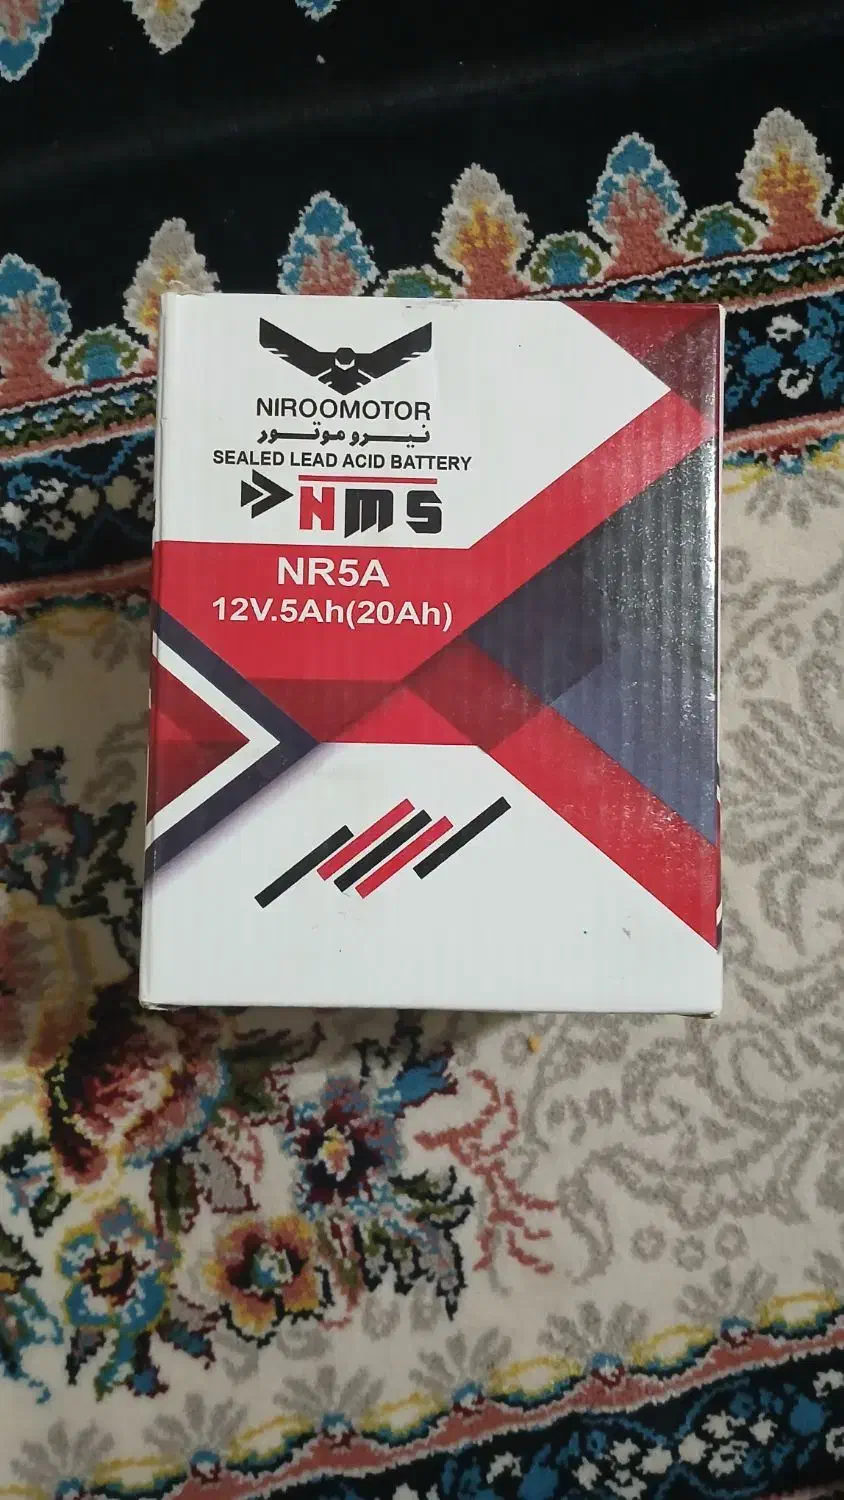 NIROOMOTOR
نیرو موتور
SEALED LEAD ACID BATTERY
NMS
NR5A
12V.5Ah(20Ah)